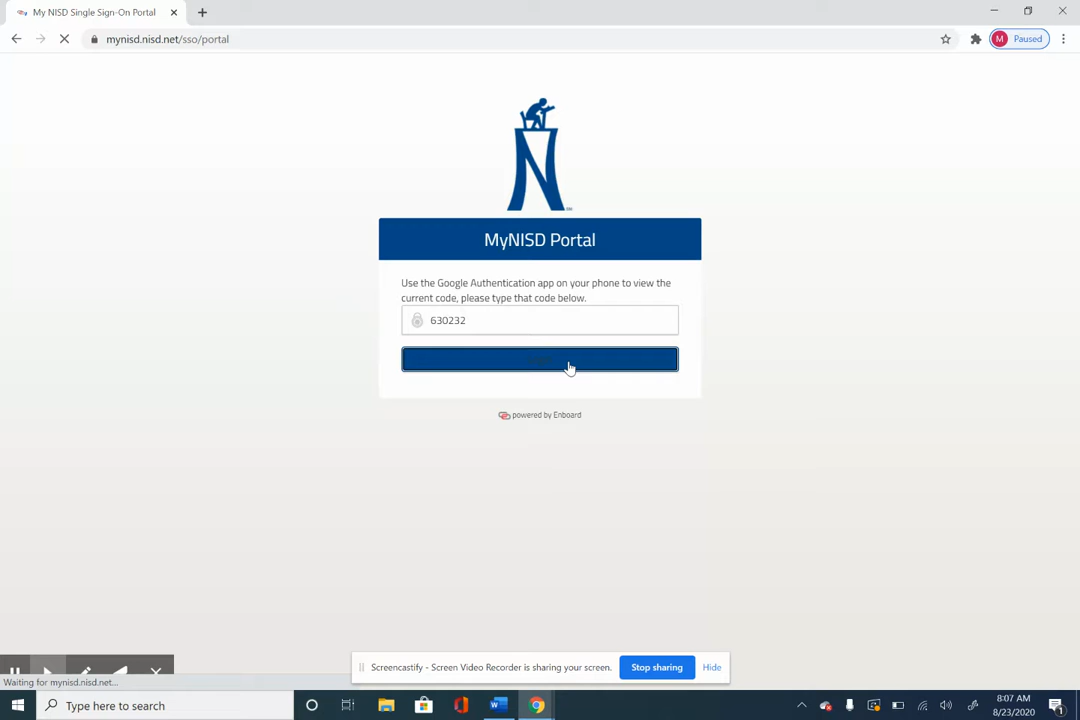 My NISD Single Sign-On Portal
mynisd.nisd.net/sso/portal
M Paused
N
MyNISD Portal
Use the Google Authentication app on your phone to view the
current code, please type that code below.
630232
powered by Enboard
Screencastify - Screen Video Recorder is sharing your screen.
Stop sharing
Hide
Waiting for mynisd.nisd.net...
Type here to search
8:07 AM
8/23/2020
1